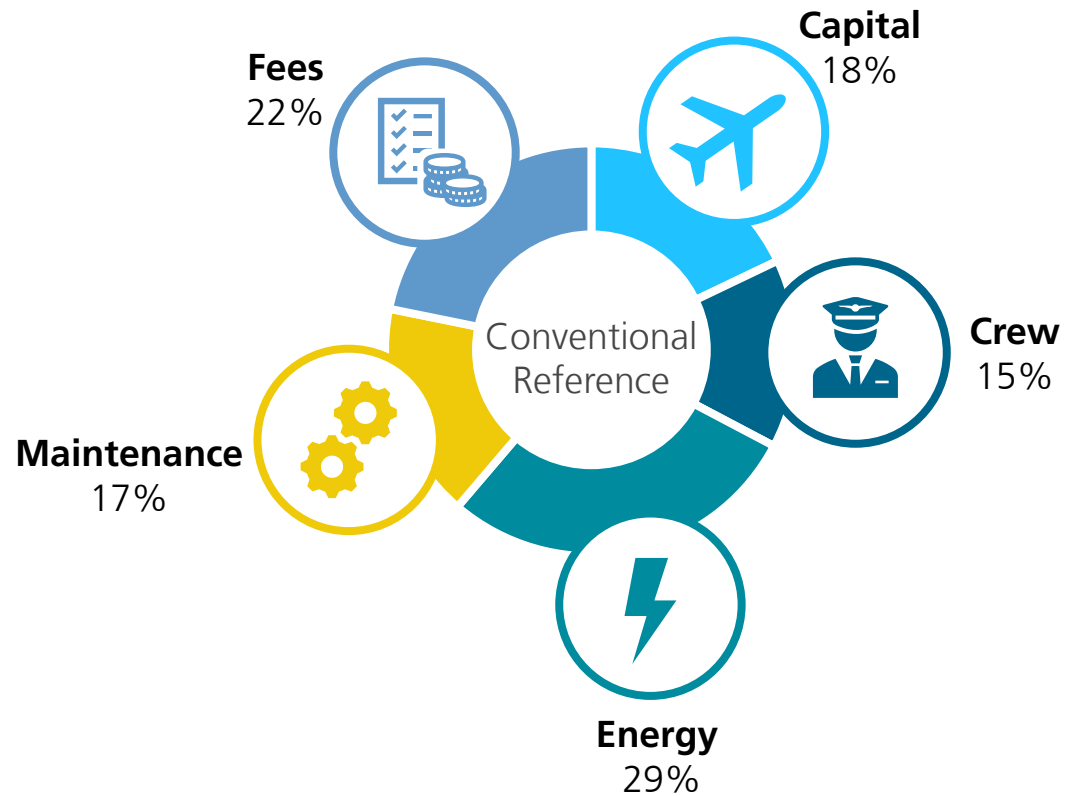 Capital
18%
Fees
22%
Conventional
Reference
Crew
15%
Maintenance
17%
Energy
29%